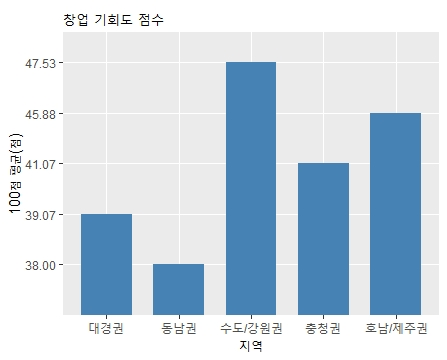 창업 기회도 점수
100점 평균(점)
47.53
45.88
41.07
39.07
38.00
대경권
동남권
수도/강원권
충청권
호남/제주권
지역